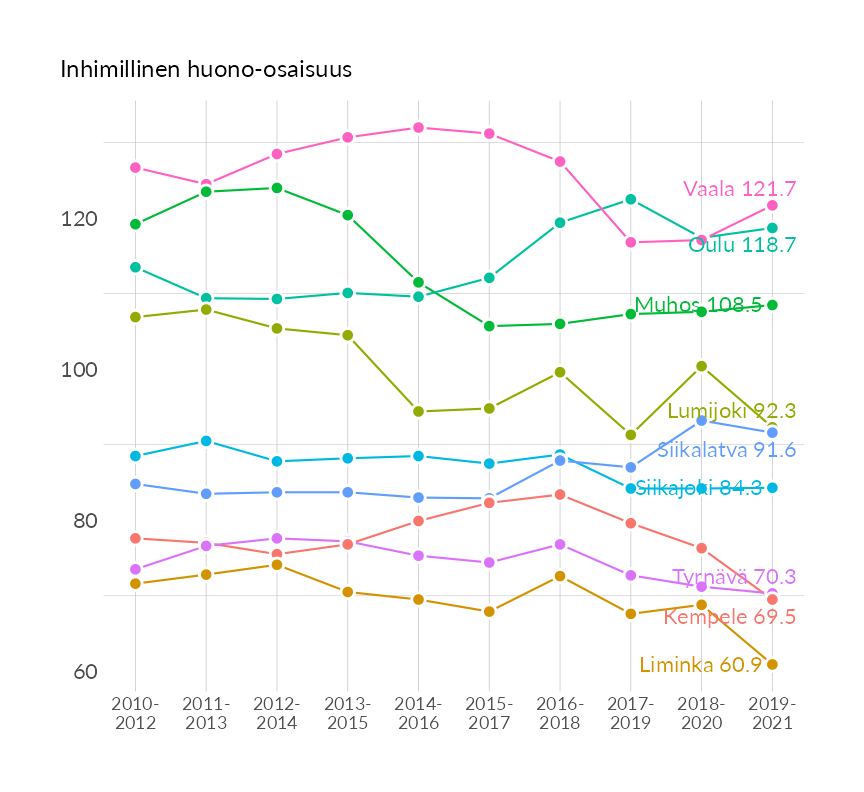 Inhimillinen huono-osaisuus
Vaala 121.7
120
Oulu 118.7
Muhos 108.5
100
Lumijoki 92.3
Siikalatva 91.6
Siikajoki 84.3
80
Tyrnävä 70.3
Kempele 69.5
Liminka 60.9
60
2010- 2011- 2012- 2013- 2014- 2015- 2016- 2017- 2018- 2019-
2012 2013 2014 2015 2016 2017 2018 2019 2020 2021